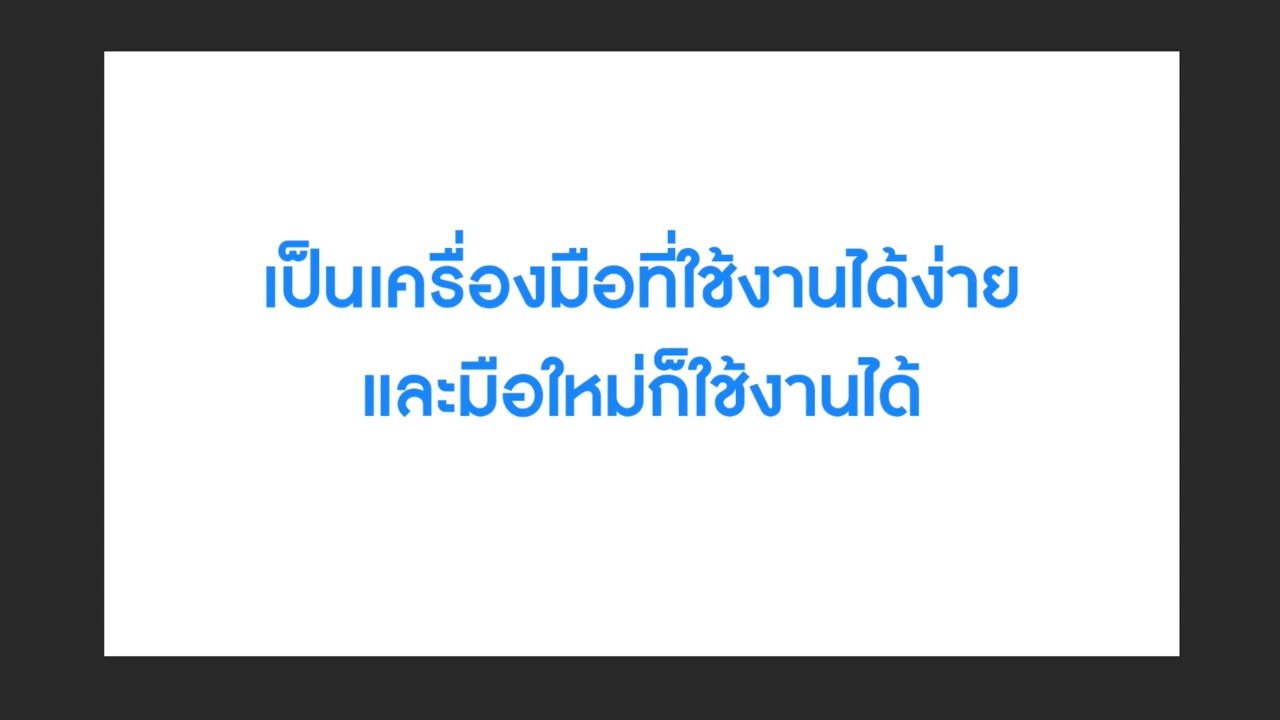 เป็นเครื่องมือที่ใช้งานได้ง่าย
และมือใหม่ก็ใช้งานได้